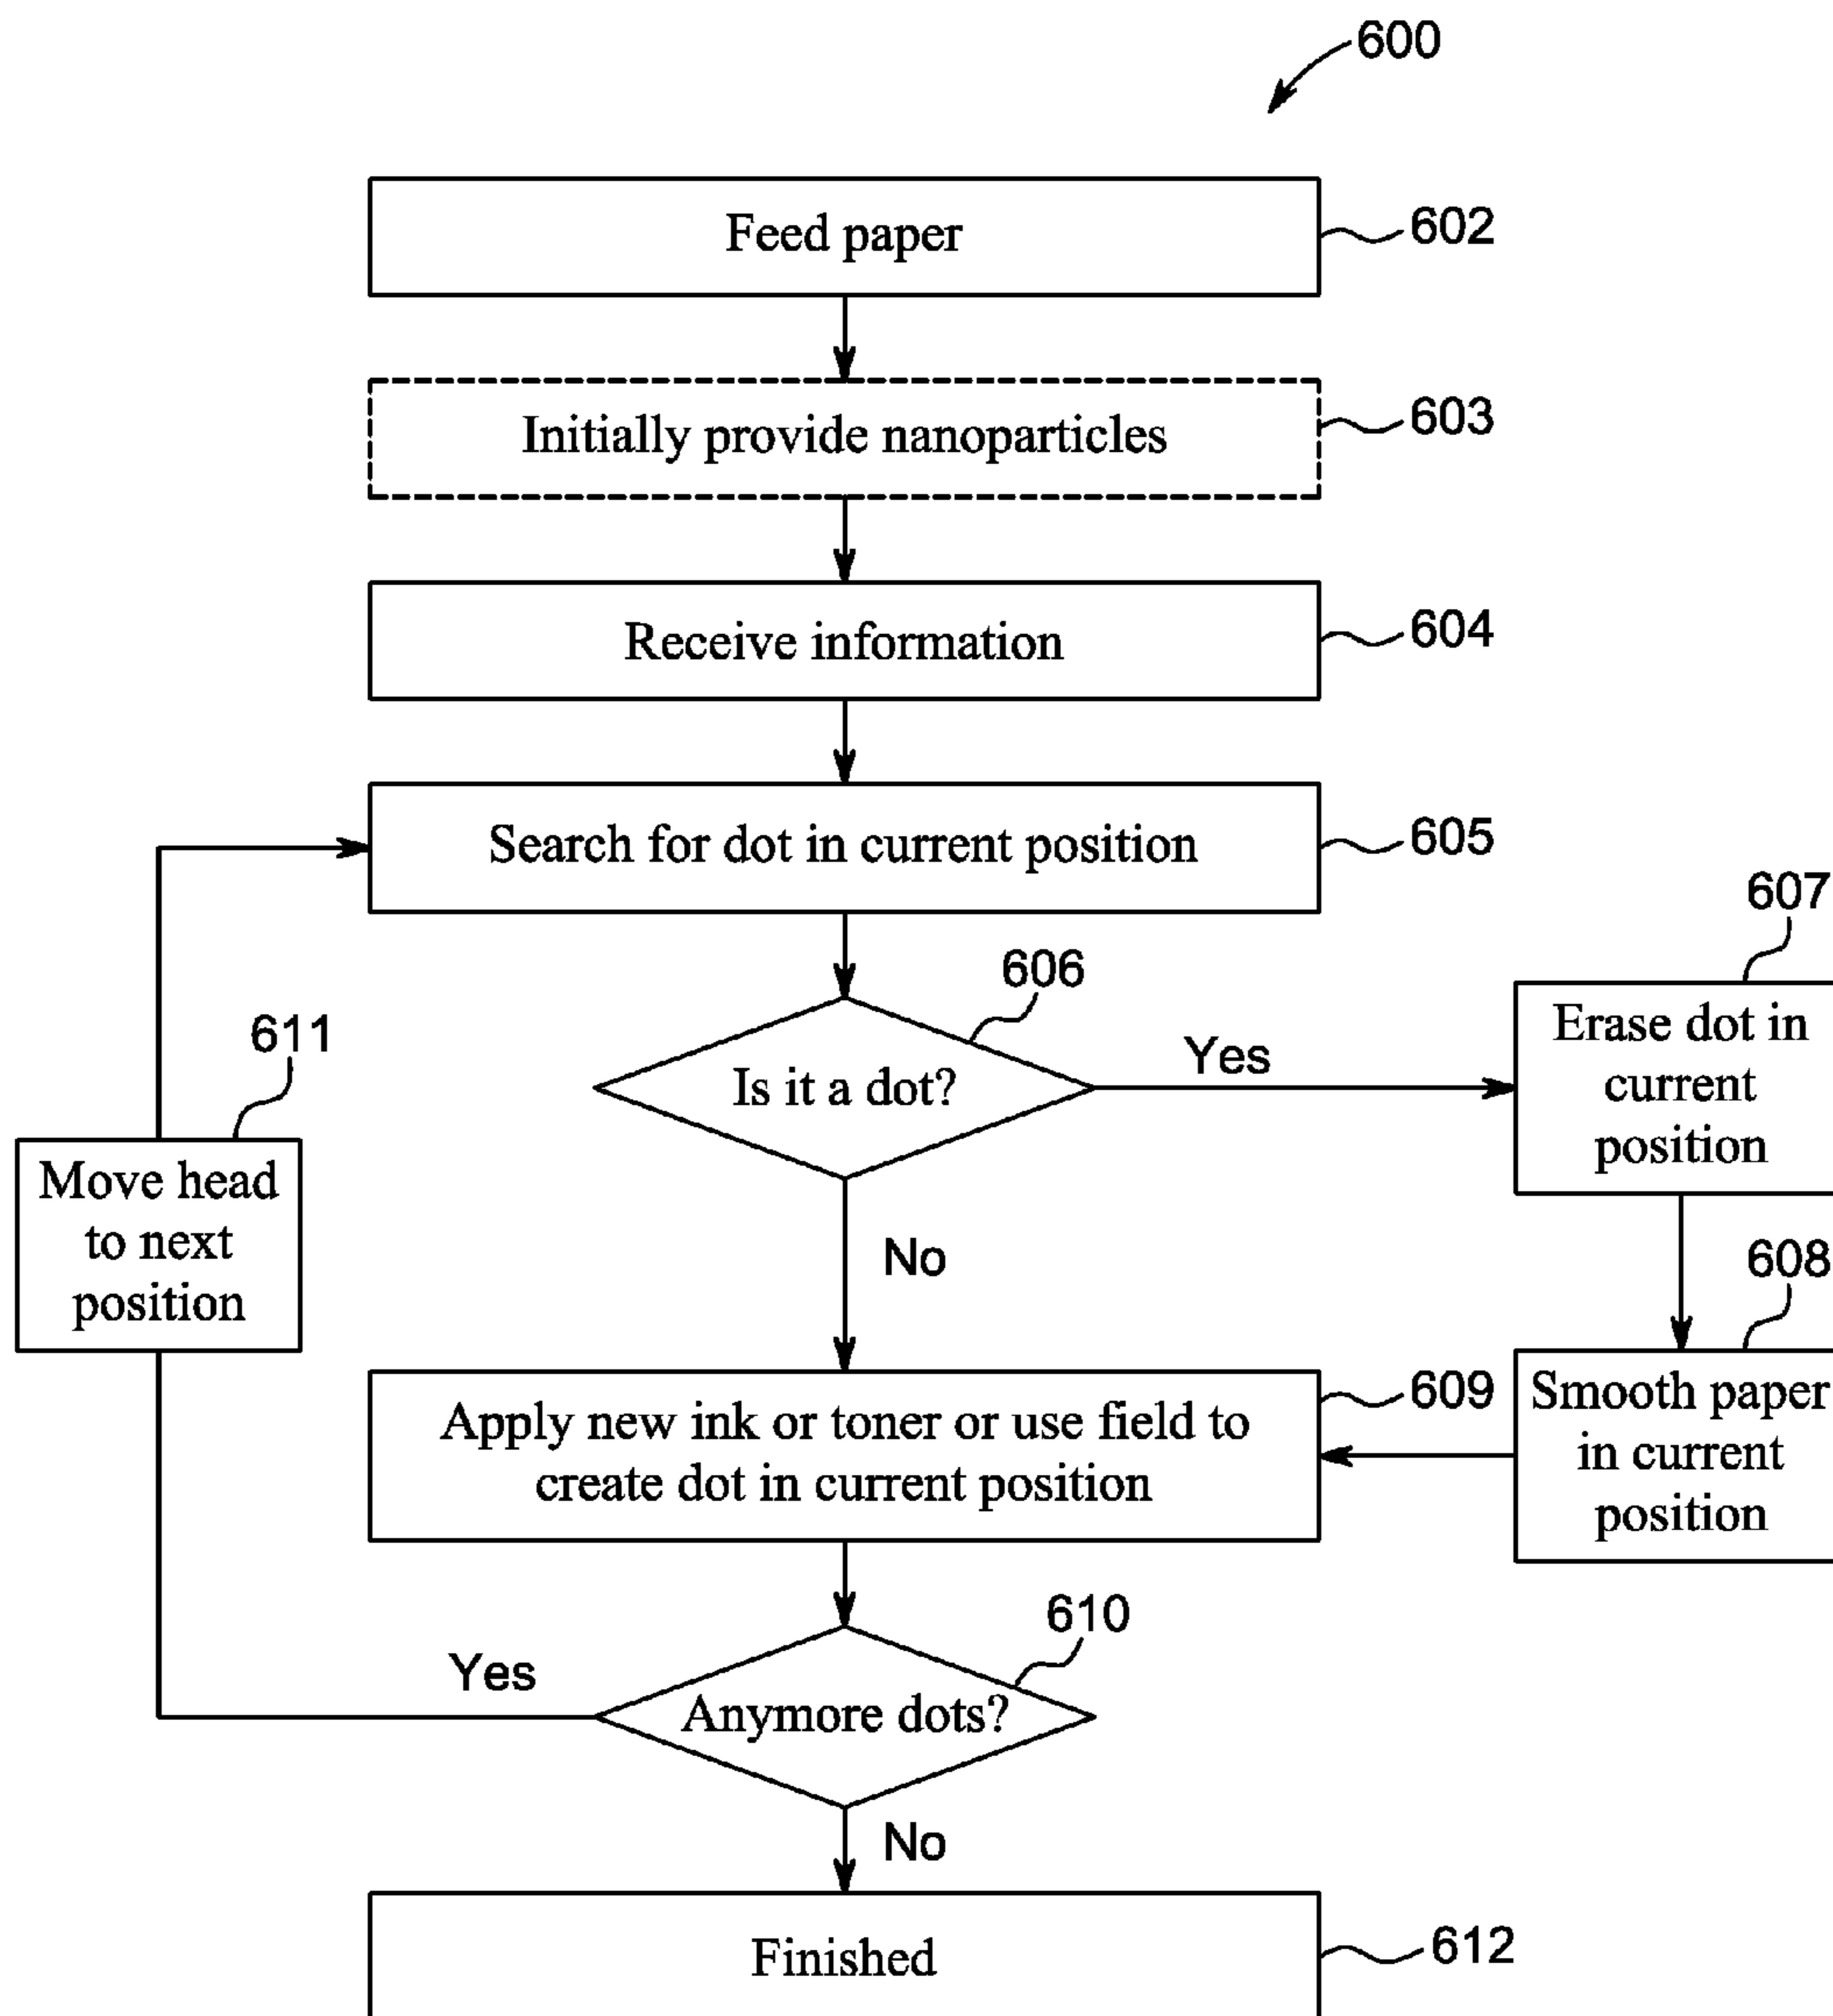 600
Feed paper
602
Initially provide nanoparticles
603
Receive information
604
Search for dot in current position
605
606
Is it a dot?
Yes
607
Erase dot in
current
position
611
Move head
to next
position
No
608
Smooth paper
in current
position
Apply new ink or toner or use field to
create dot in current position
609
610
Anymore dots?
Yes
No
Finished
612